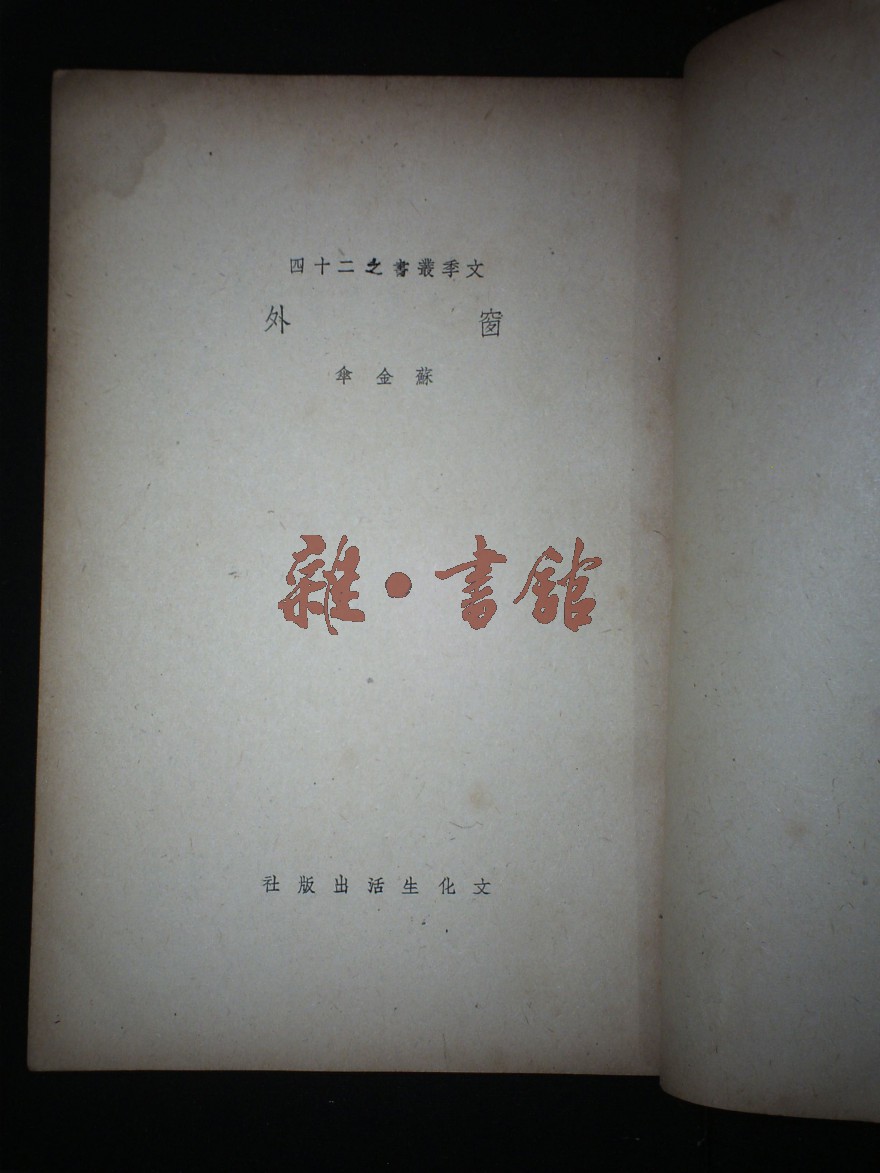 文季叢書之二十四
窗外
蘇金傘
雜·書館
文化生活出版社